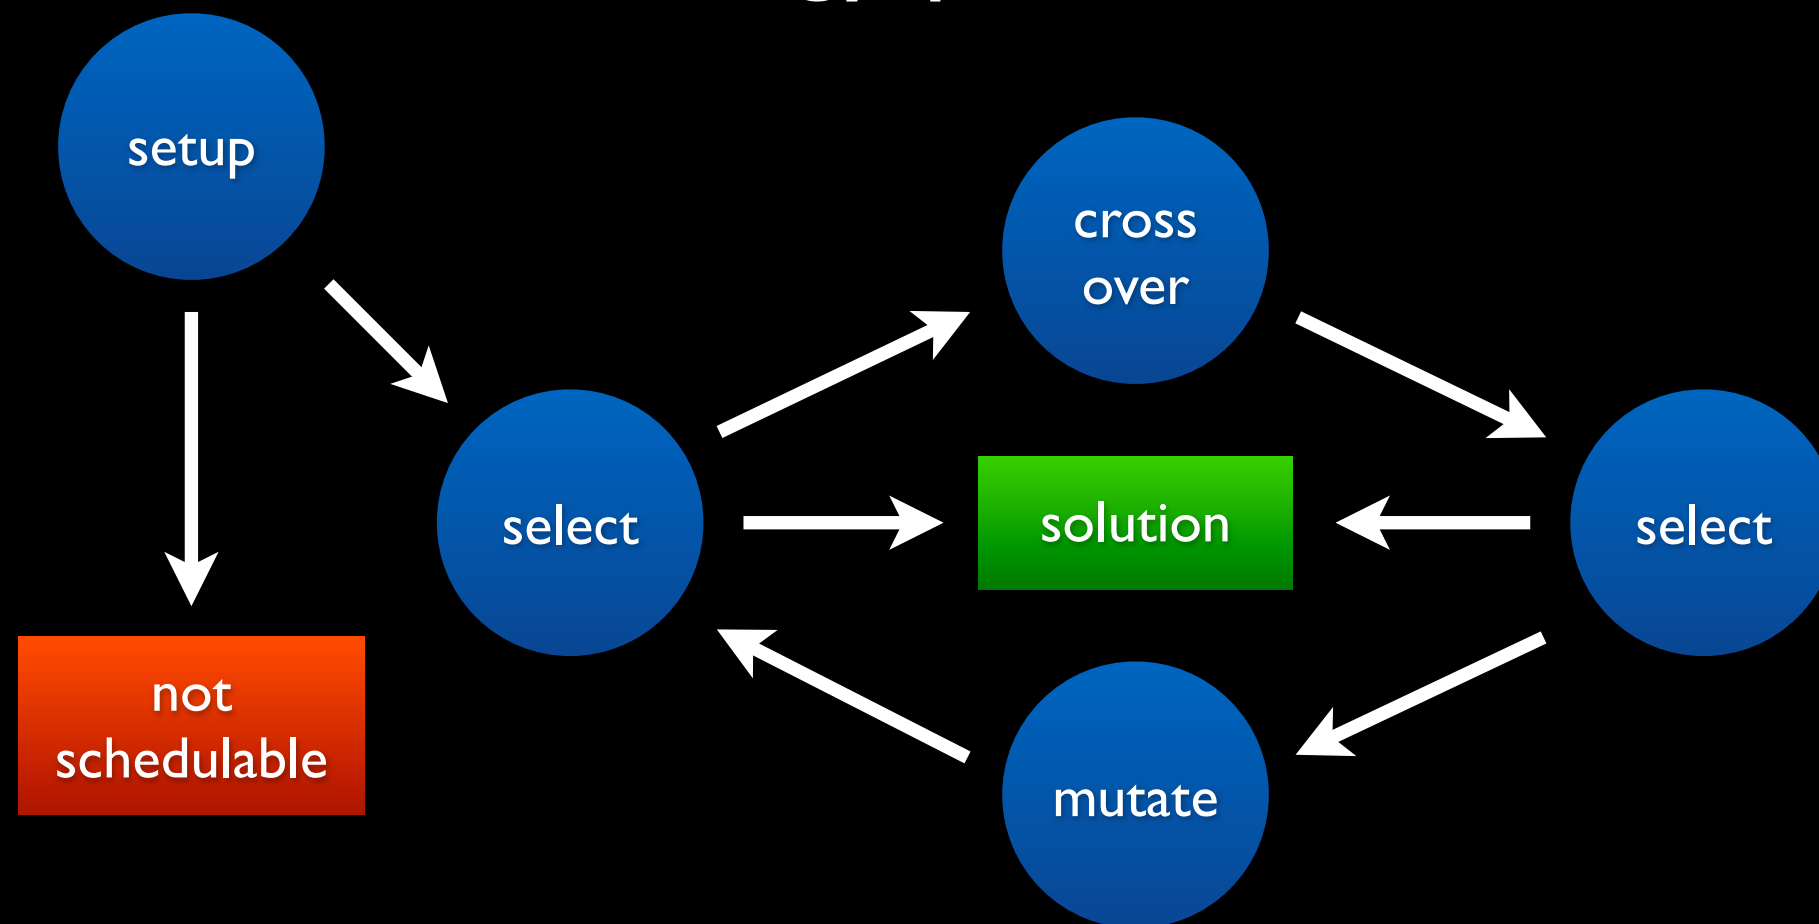 setup
cross
over
select
solution
select
not
schedulable
mutate